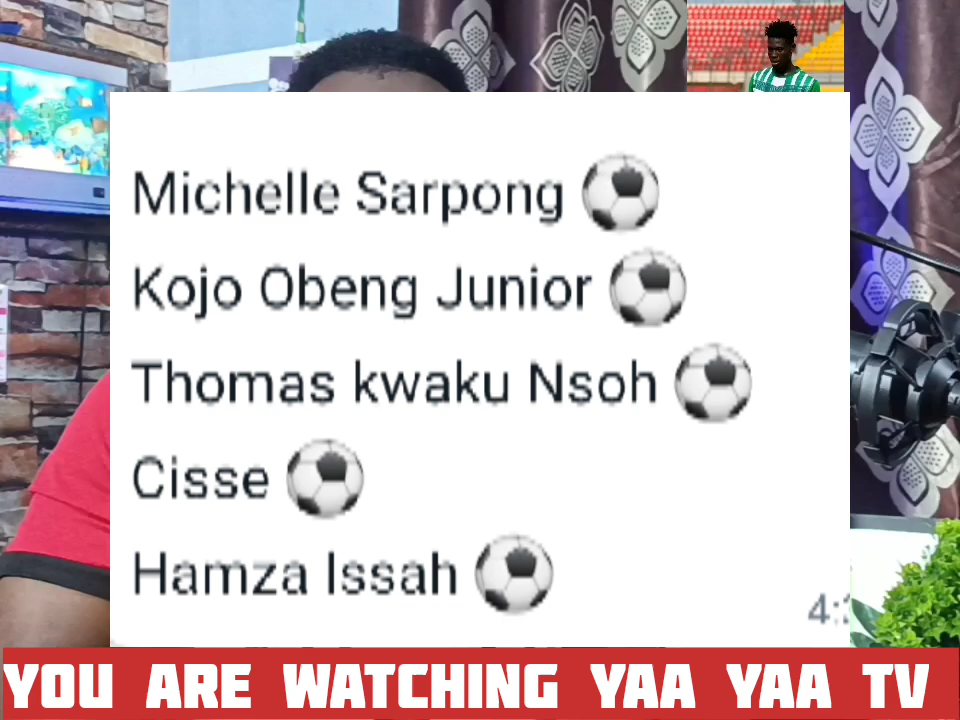 Michelle Sarpong ⚽
Kojo Obeng Junior ⚽
Thomas kwaku Nsoh ⚽
Cisse ⚽
Hamza Issah ⚽
YOU ARE WATCHING YAA YAA TV